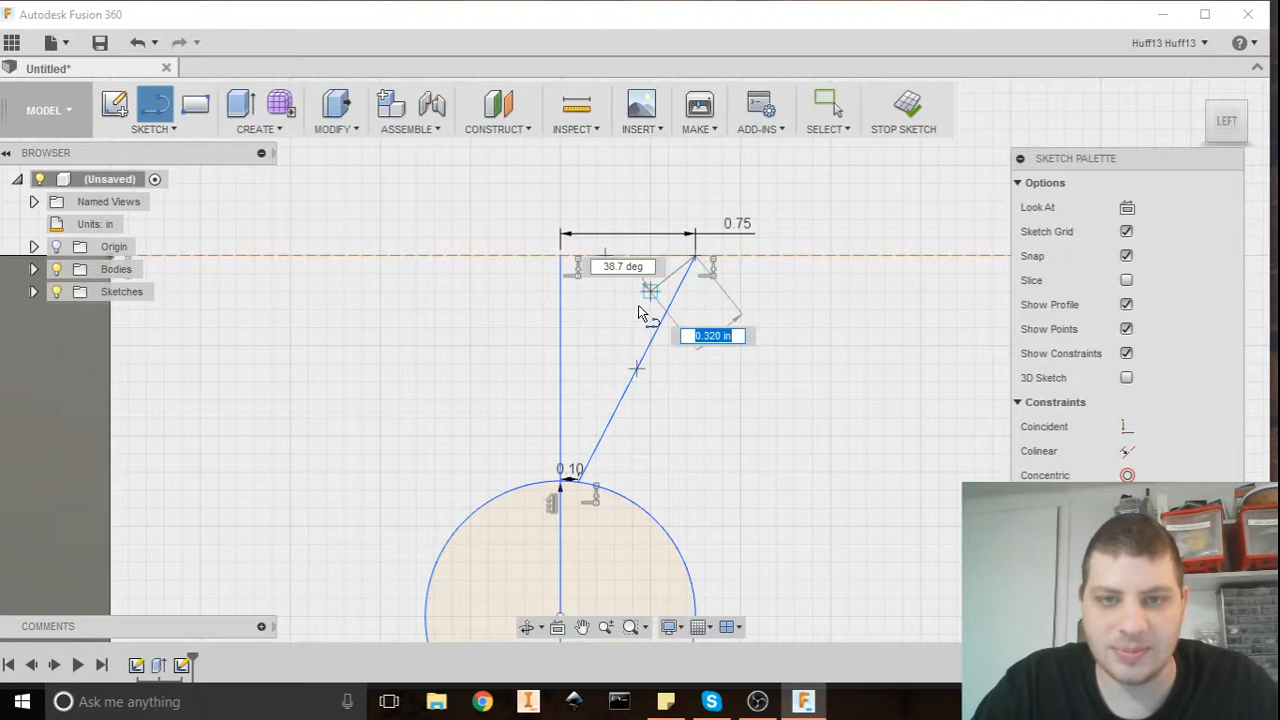 Autodesk Fusion 360
Huff13 Huff13
Untitled*
MODEL
SKETCH
CREATE
MODIFY
ASSEMBLE
CONSTRUCT
INSPECT
INSERT
MAKE
ADD-INS
SELECT
STOP SKETCH
LEFT
BROWSER
(Unsaved)
Named Views
Units: in
Origin
Bodies
Sketches
0.75
38.7 deg
0.320 in
0.10
SKETCH PALETTE
Options
Look At
Sketch Grid
Snap
Slice
Show Profile
Show Points
Show Constraints
3D Sketch
Constraints
Coincident
Colinear
Concentric
COMMENTS
Ask me anything